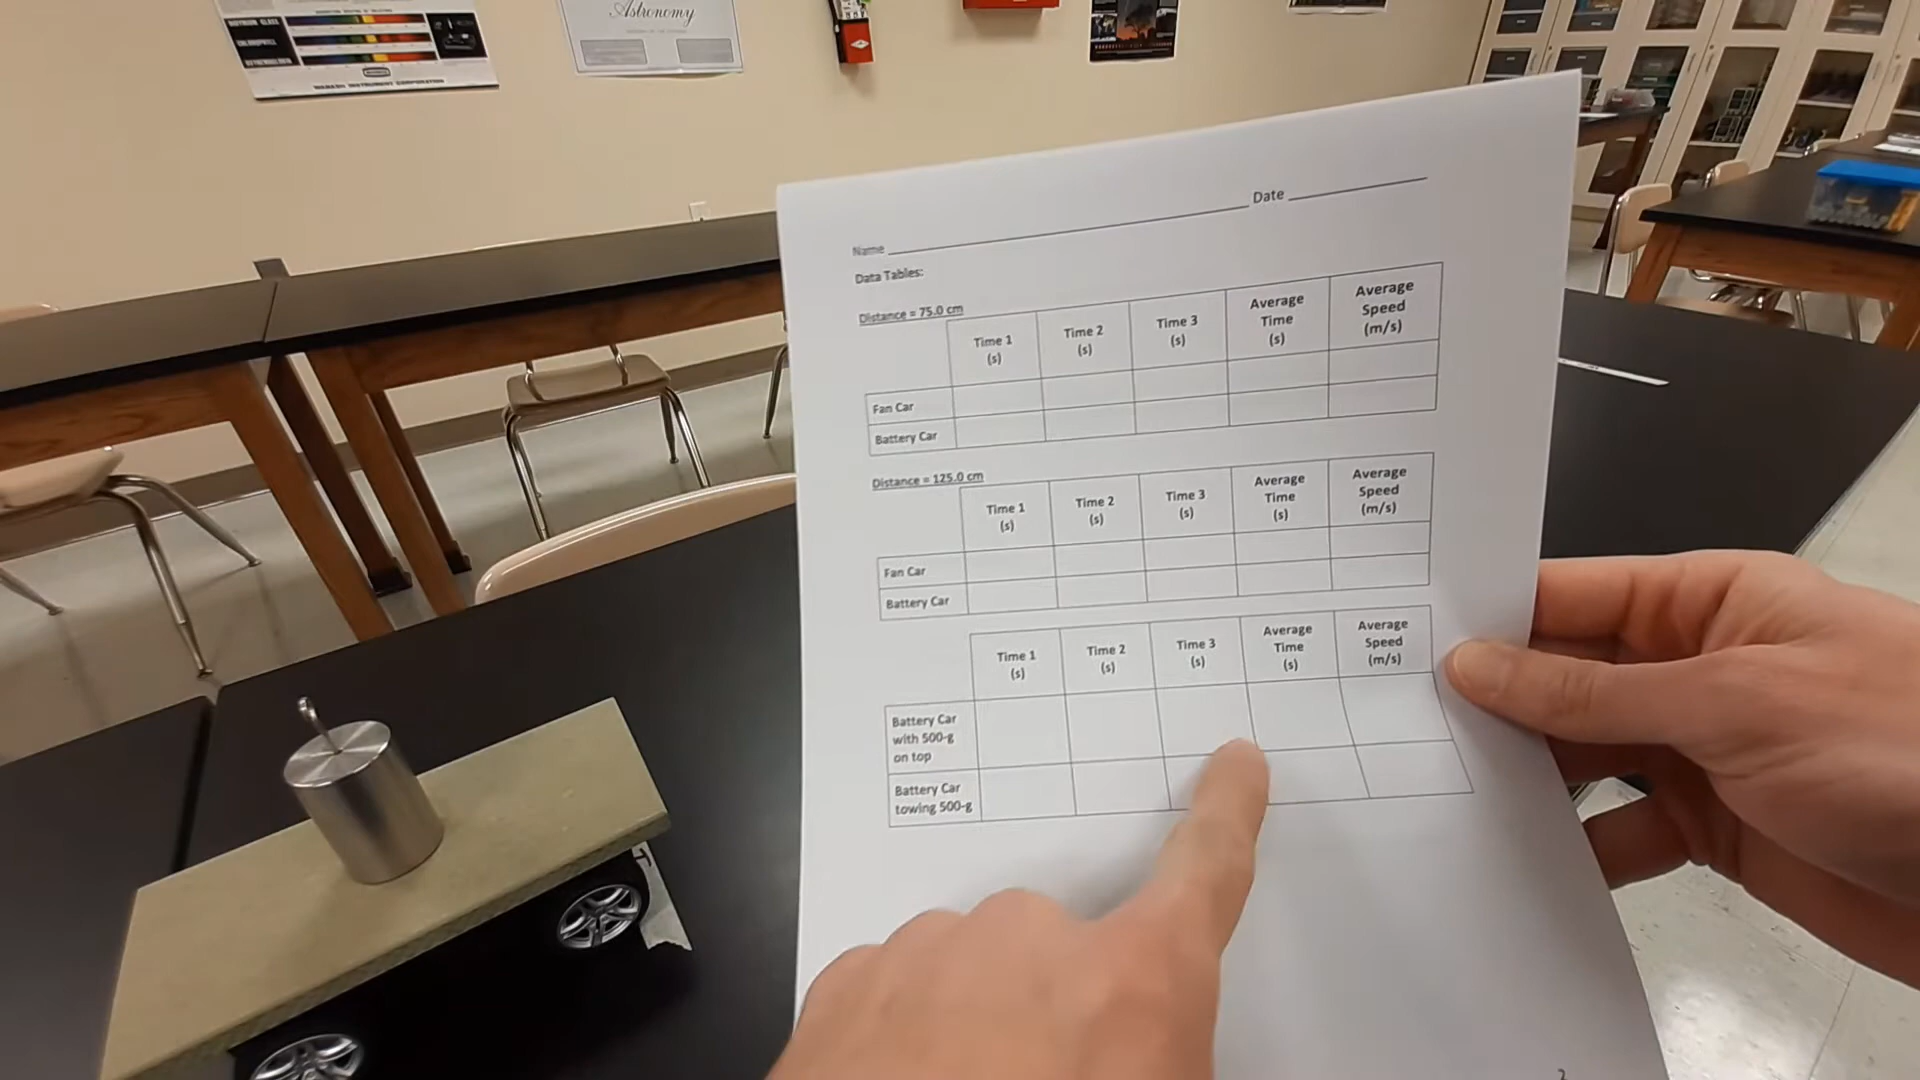 Astronomy
Name
Date
Data Tables:
Distance = 75.0 cm
Time 1 (s)
Time 2 (s)
Time 3 (s)
Average Time (s)
Average Speed (m/s)
Fan Car
Battery Car
Distance = 125.0 cm
Time 1 (s)
Time 2 (s)
Time 3 (s)
Average Time (s)
Average Speed (m/s)
Fan Car
Battery Car
Time 1 (s)
Time 2 (s)
Time 3 (s)
Average Time (s)
Average Speed (m/s)
Battery Car with 500-g on top
Battery Car towing 500-g
2